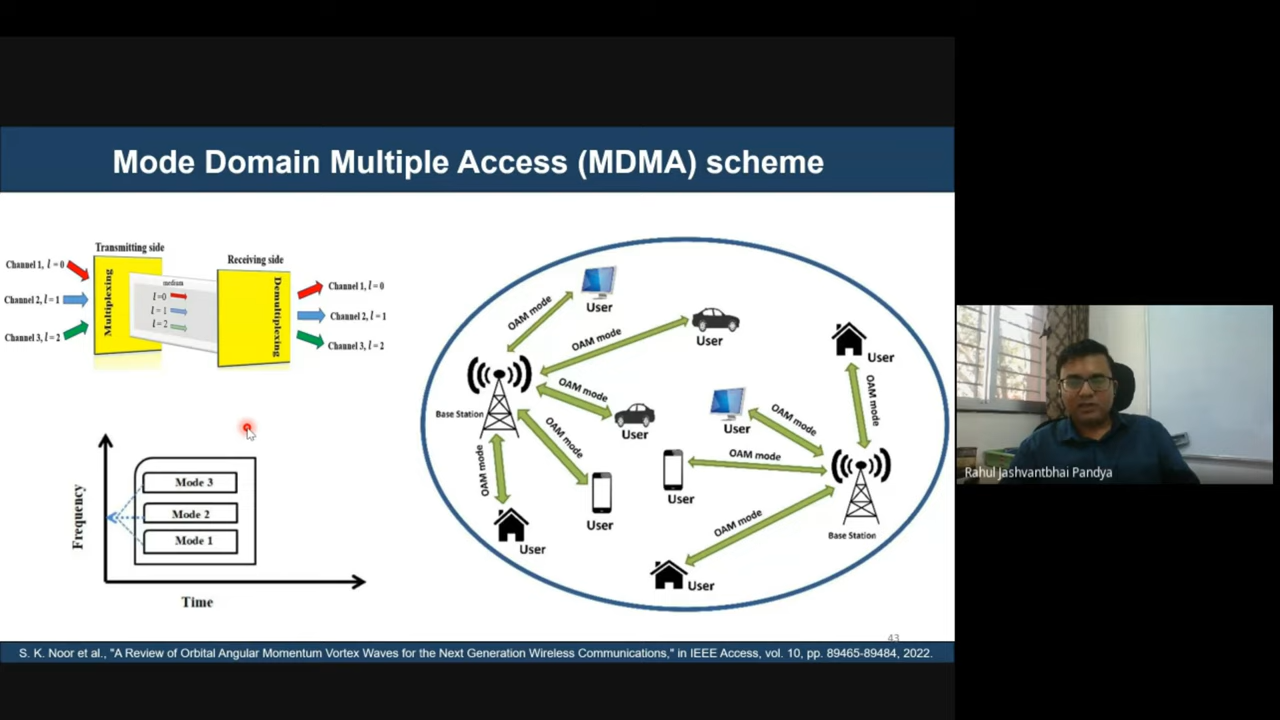 Mode Domain Multiple Access (MDMA) scheme
Transmitting side
Receiving side
Channel 1, l = 0
Channel 2, l = 1
Channel 3, l = 2
Multiplexing
medium
l=0
l = 1
l = 2
Demultiplexing
Channel 1, l = 0
Channel 2, l = 1
Channel 3, l = 2
Frequency
Mode 3
Mode 2
Mode 1
Time
OAM mode
User
OAM mode
User
Base Station
OAM mode
User
OAM mode
User
OAM mode
User
User
OAM mode
User
OAM mode
User
OAM mode
Base Station
OAM mode
User
43
S. K. Noor et al., "A Review of Orbital Angular Momentum Vortex Waves for the Next Generation Wireless Communications," in IEEE Access, vol. 10, pp. 89465-89484, 2022.
Rahul Jashvantbhai Pandya